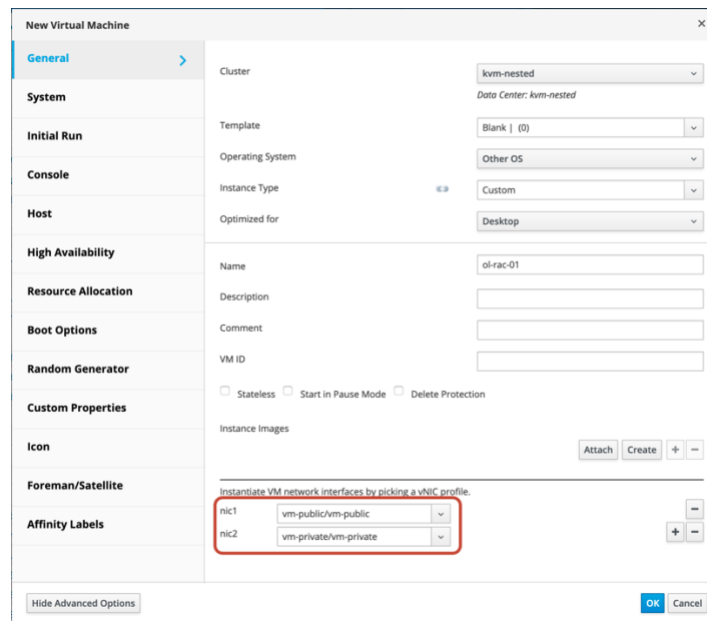 New Virtual Machine
×
General
System
Initial Run
Console
Host
High Availability
Resource Allocation
Boot Options
Random Generator
Custom Properties
Icon
Foreman/Satellite
Affinity Labels
Cluster
kvm-nested
Data Center: kvm-nested
Template
Blank | (0)
Operating System
Other OS
Instance Type
Custom
Optimized for
Desktop
Name
ol-rac-01
Description
Comment
VM ID
Stateless Start in Pause Mode Delete Protection
Instance Images
Attach Create + −
Instantiate VM network interfaces by picking a vNIC profile.
nic1 vm-public/vm-public −
nic2 vm-private/vm-private + −
Hide Advanced Options
OK Cancel